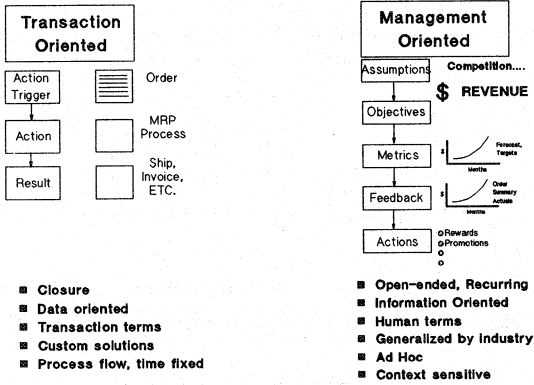 Transaction
Oriented
Action
Trigger
Order
Action
MRP
Process
Result
Ship,
Invoice,
ETC.
Closure
Data oriented
Transaction terms
Custom solutions
Process flow, time fixed
Management
Oriented
Assumptions
Competition....
$ REVENUE
Objectives
Metrics
$
Forecast,
Targets
Months
Feedback
$
Order
Summary
Actuals
Months
Actions
Rewards
Promotions
Open-ended, Recurring
Information Oriented
Human terms
Generalized by industry
Ad Hoc
Context sensitive